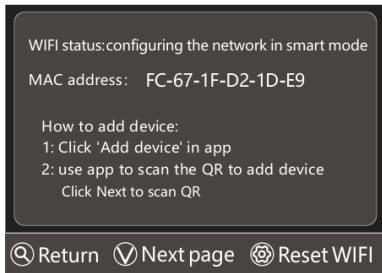 WIFI status:configuring the network in smart mode
MAC address: FC-67-1F-D2-1D-E9
How to add device:
1: Click 'Add device' in app
2: use app to scan the QR to add device
Click Next to scan QR
Return Next page Reset WIFI